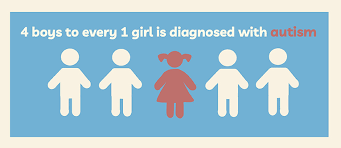 4 boys to every 1 girl is diagnosed with autism